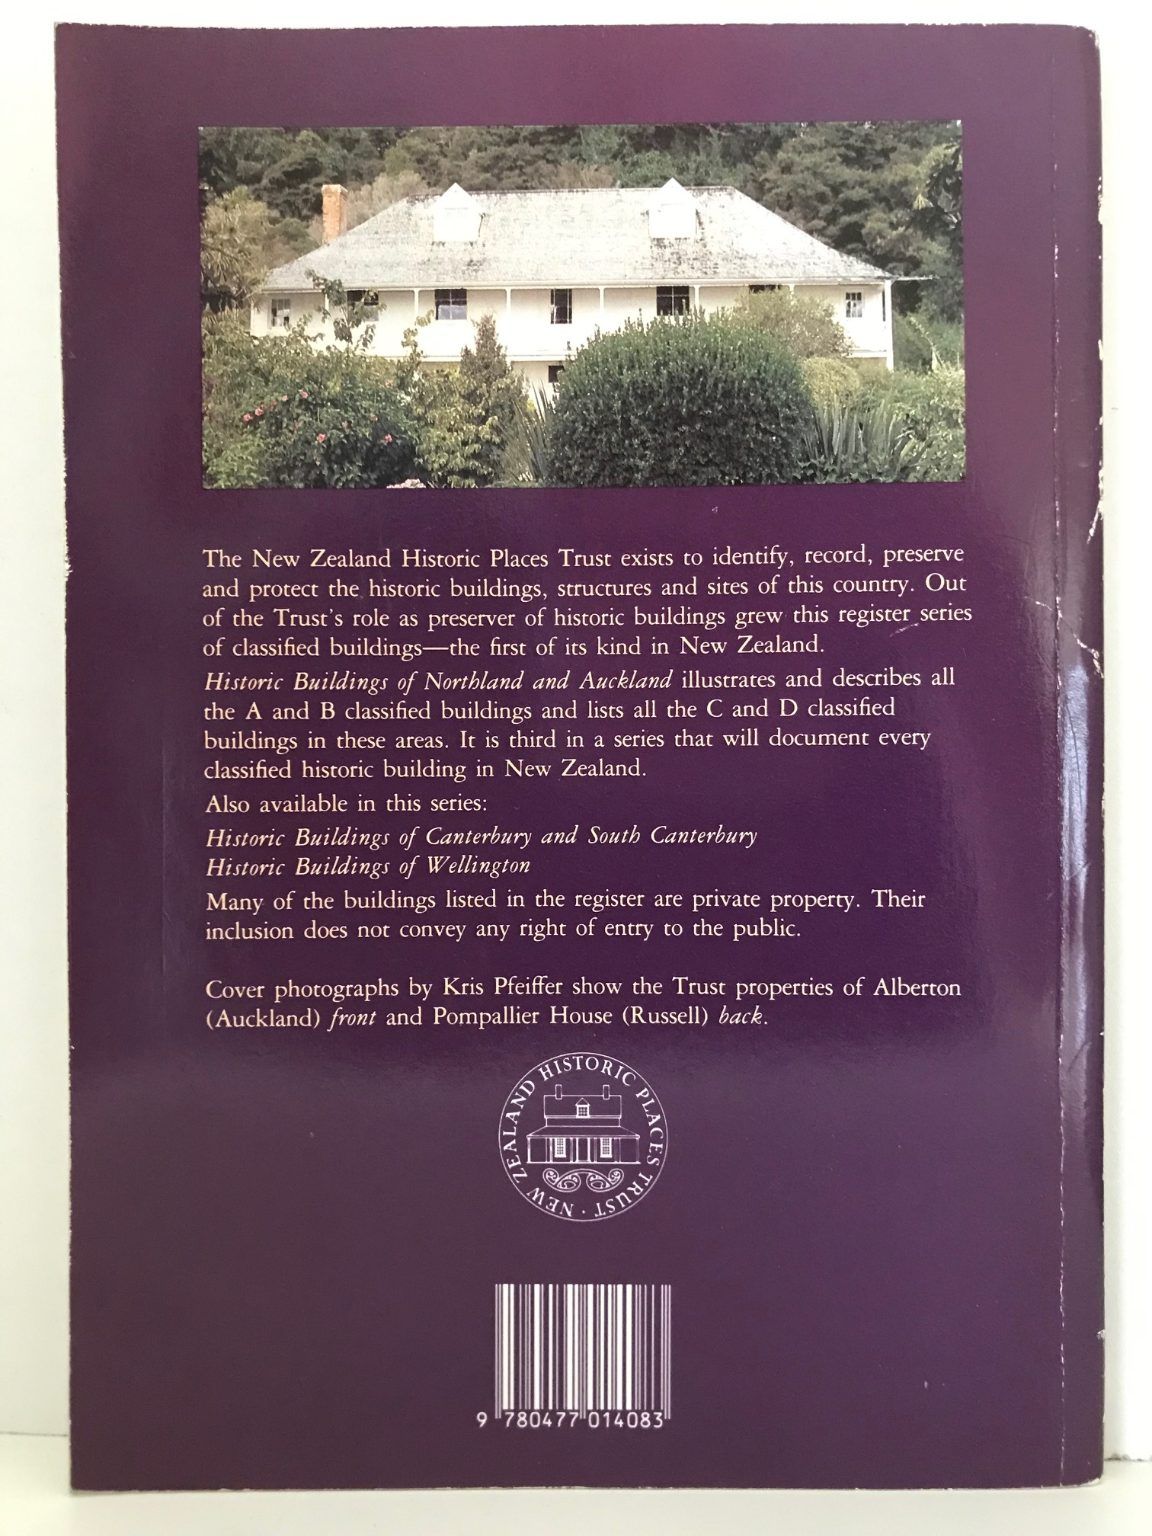 The New Zealand Historic Places Trust exists to identify, record, preserve
and protect the historic buildings, structures and sites of this country. Out
of the Trust's role as preserver of historic buildings grew this register series
of classified buildings—the first of its kind in New Zealand.
Historic Buildings of Northland and Auckland illustrates and describes all
the A and B classified buildings and lists all the C and D classified
buildings in these areas. It is third in a series that will document every
classified historic building in New Zealand.
Also available in this series:
Historic Buildings of Canterbury and South Canterbury
Historic Buildings of Wellington
Many of the buildings listed in the register are private property. Their
inclusion does not convey any right of entry to the public.
Cover photographs by Kris Pfeiffer show the Trust properties of Alberton
(Auckland) front and Pompallier House (Russell) back.
NEW ZEALAND HISTORIC PLACES TRUST ·
9 780477 014083